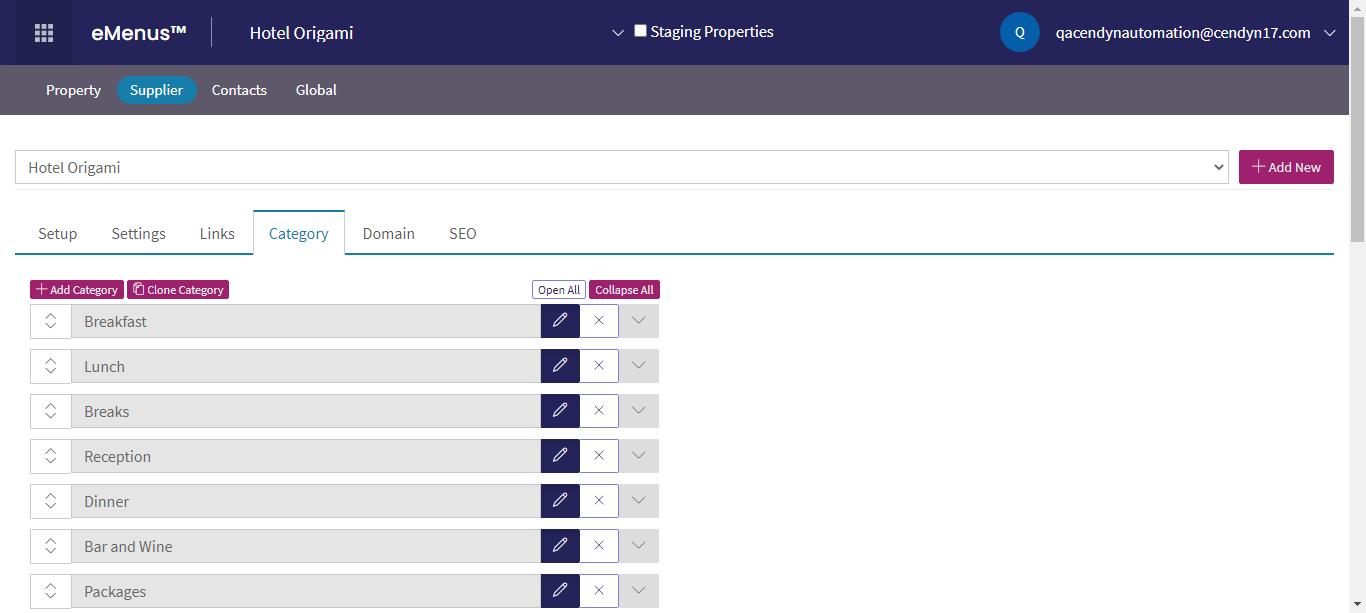 eMenus™ Hotel Origami Staging Properties Q qacendynautomation@cendyn17.com
Property Supplier Contacts Global
Hotel Origami Add New
Setup Settings Links Category Domain SEO
Add Category Clone Category Open All Collapse All
Breakfast
Lunch
Breaks
Reception
Dinner
Bar and Wine
Packages